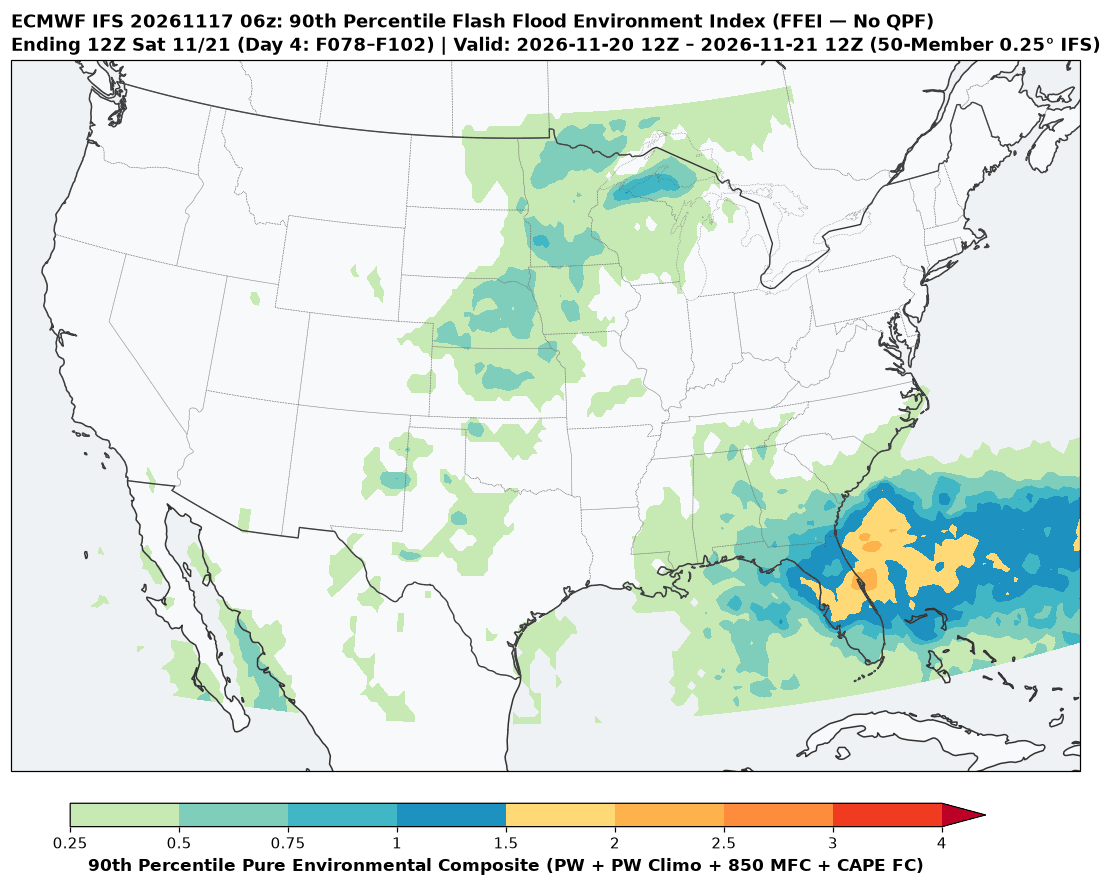 ECMWF IFS 20261117 06z: 90th Percentile Flash Flood Environment Index (FFEI — No QPF)
Ending 12Z Sat 11/21 (Day 4: F078–F102) | Valid: 2026-11-20 12Z – 2026-11-21 12Z (50-Member 0.25° IFS)
0.25 0.5 0.75 1 1.5 2 2.5 3 4
90th Percentile Pure Environmental Composite (PW + PW Climo + 850 MFC + CAPE FC)